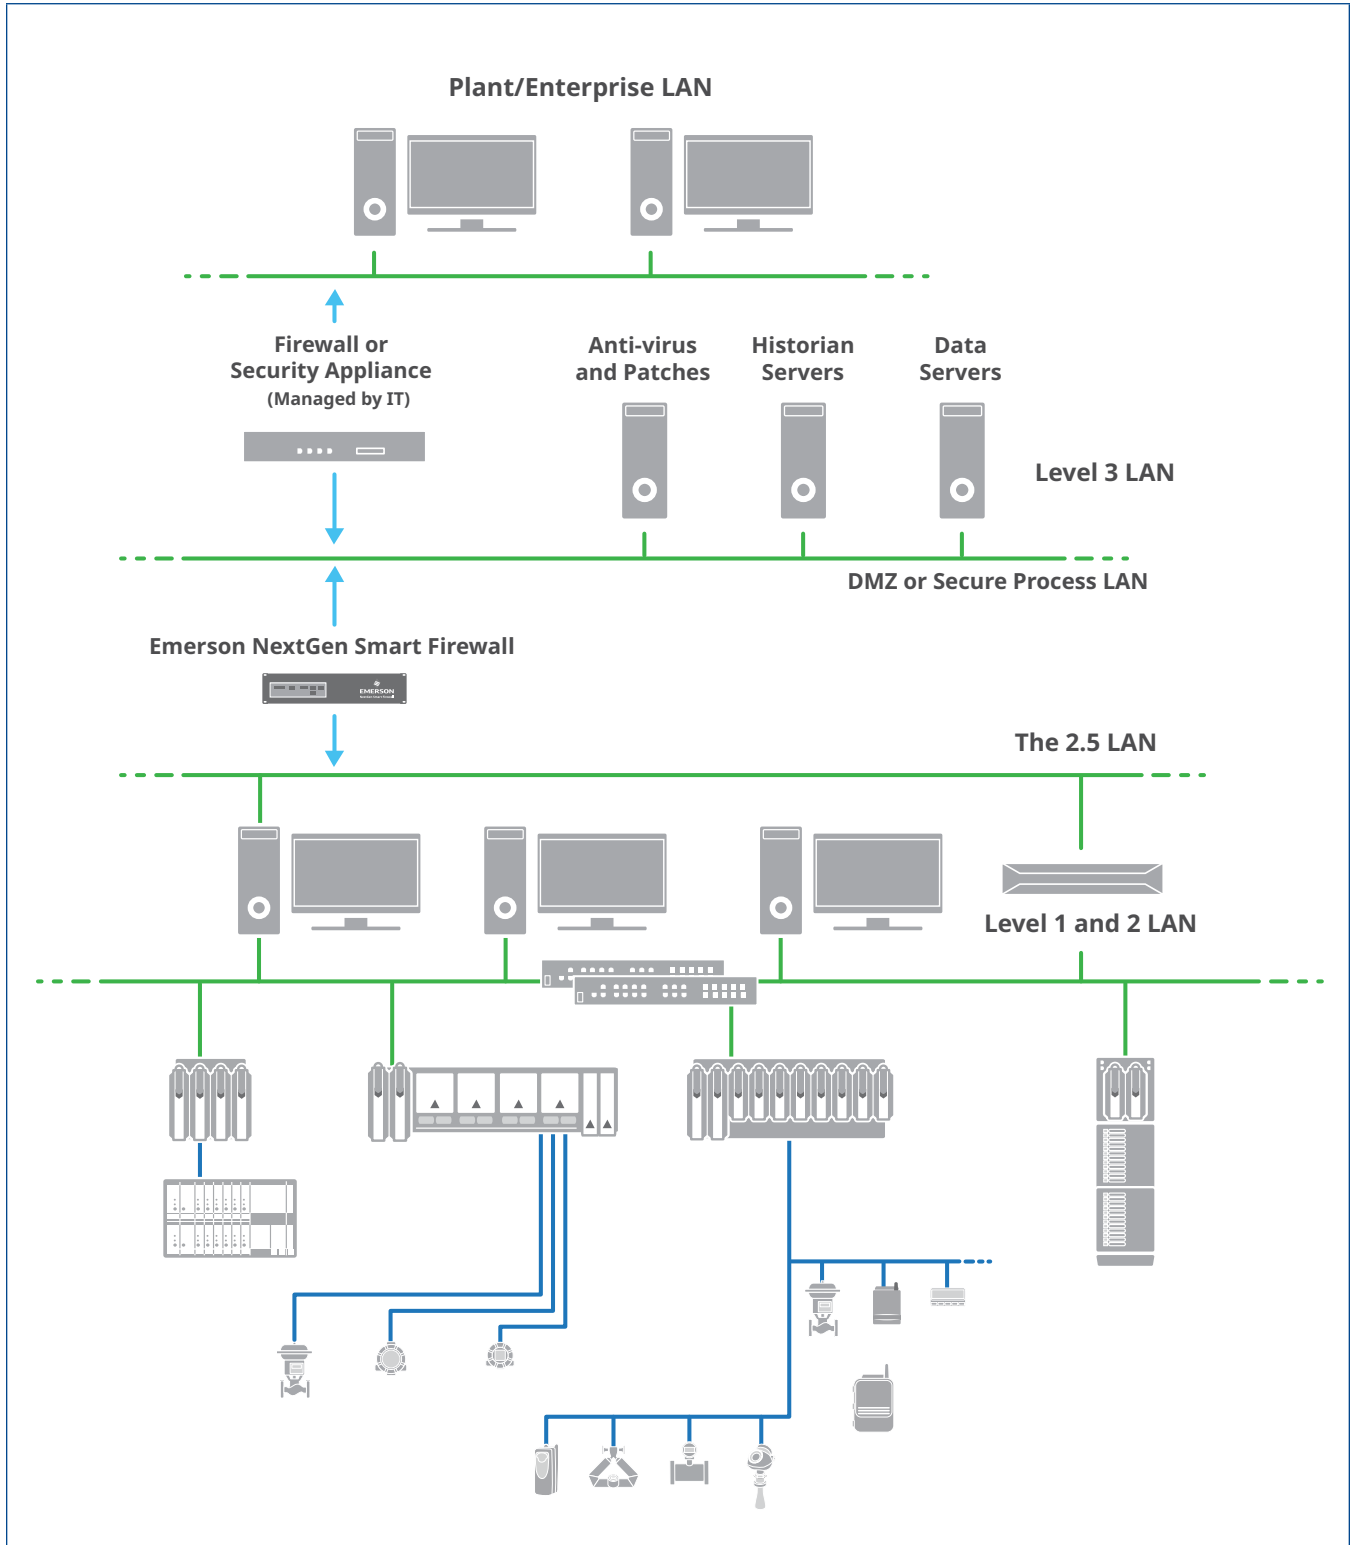 Plant/Enterprise LAN
Firewall or
Security Appliance
(Managed by IT)
Anti-virus
and Patches
Historian
Servers
Data
Servers
Level 3 LAN
DMZ or Secure Process LAN
Emerson NextGen Smart Firewall
EMERSON
The 2.5 LAN
Level 1 and 2 LAN